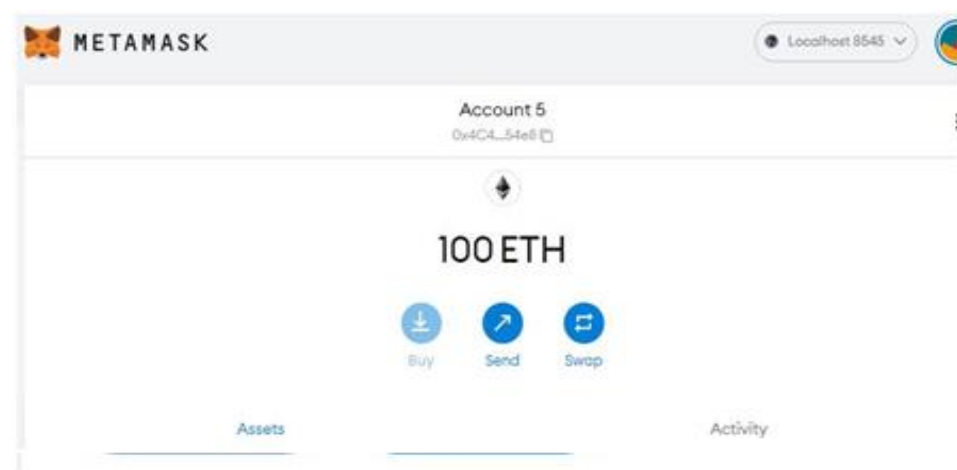 METAMASK
Localhost 8545
Account 5
0x4C4...54e8
100 ETH
Buy Send Swap
Assets Activity